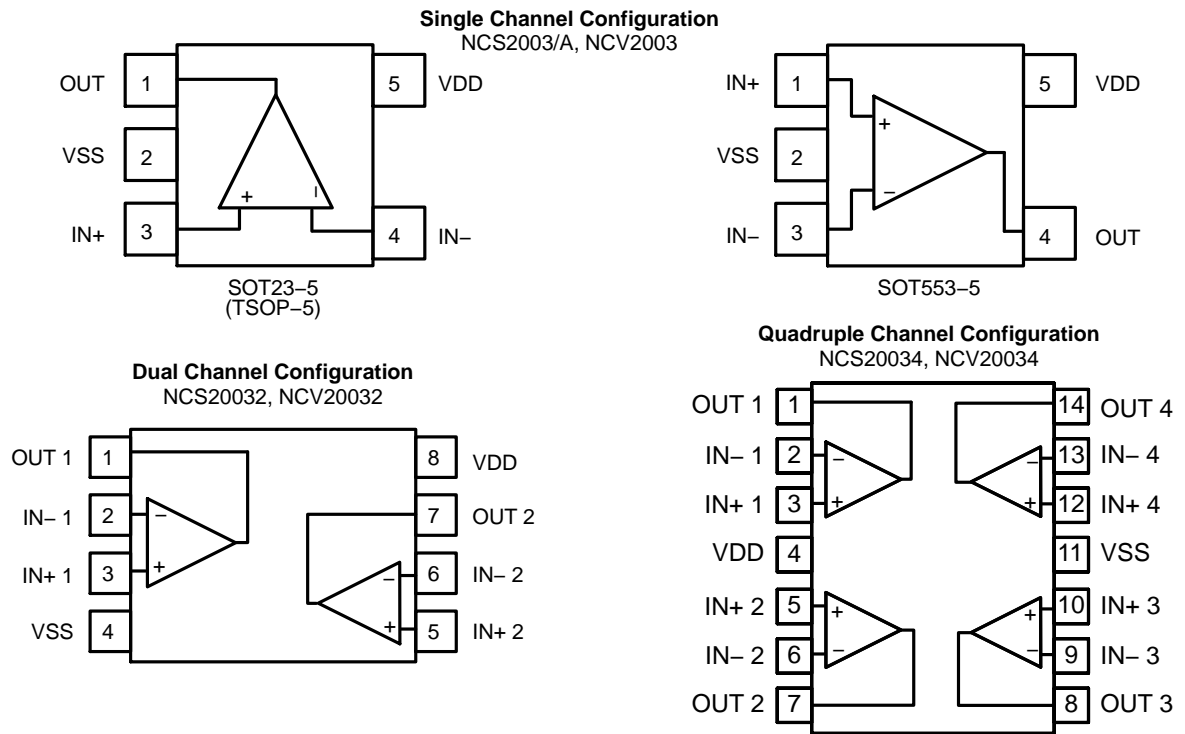 Single Channel Configuration
NCS2003/A, NCV2003
OUT 1 5 VDD
VSS 2
+ −
IN+ 3 4 IN−
SOT23−5
(TSOP−5)
IN+ 1 5 VDD
+
VSS 2
−
IN− 3 4 OUT
SOT553−5
Dual Channel Configuration
NCS20032, NCV20032
OUT 1 1 8 VDD
IN− 1 2 − 7 OUT 2
IN+ 1 3 + − 6 IN− 2
VSS 4 + 5 IN+ 2
Quadruple Channel Configuration
NCS20034, NCV20034
OUT 1 1 14 OUT 4
IN− 1 2 − − 13 IN− 4
IN+ 1 3 + + 12 IN+ 4
VDD 4 11 VSS
IN+ 2 5 + + 10 IN+ 3
IN− 2 6 − − 9 IN− 3
OUT 2 7 8 OUT 3